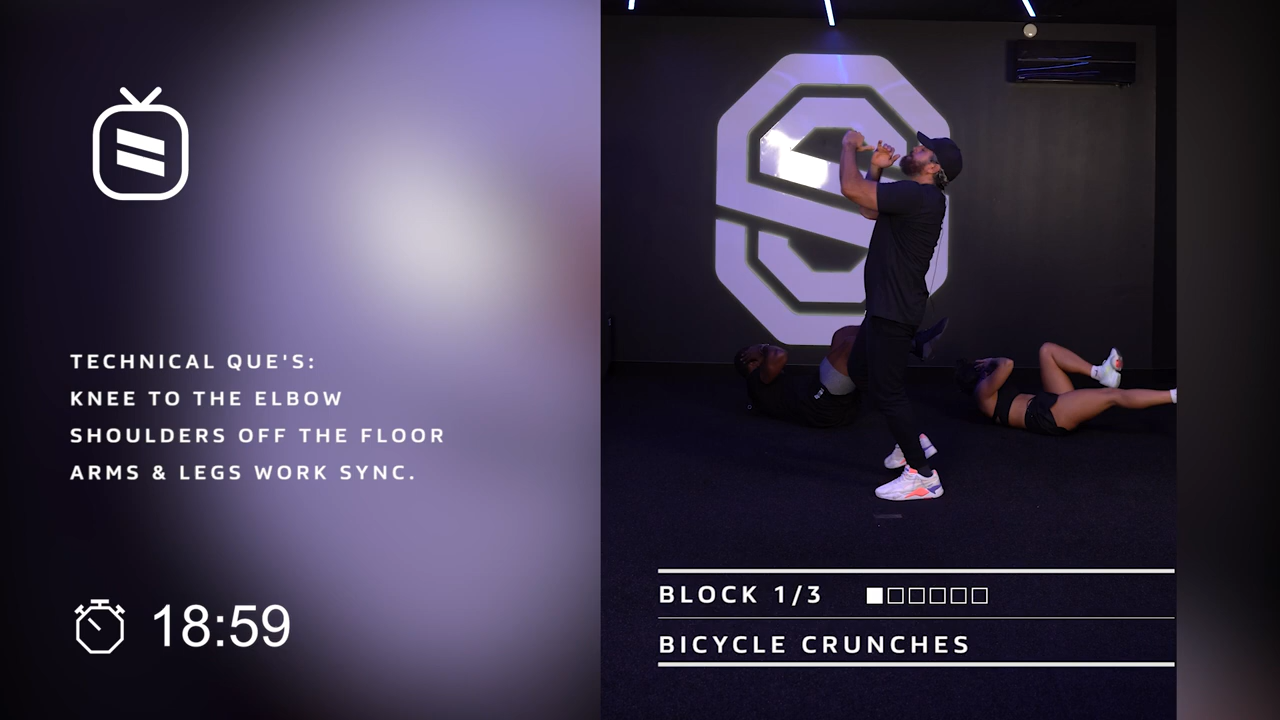 TECHNICAL QUE'S:
KNEE TO THE ELBOW
SHOULDERS OFF THE FLOOR
ARMS & LEGS WORK SYNC.
18:59
BLOCK 1/3
BICYCLE CRUNCHES